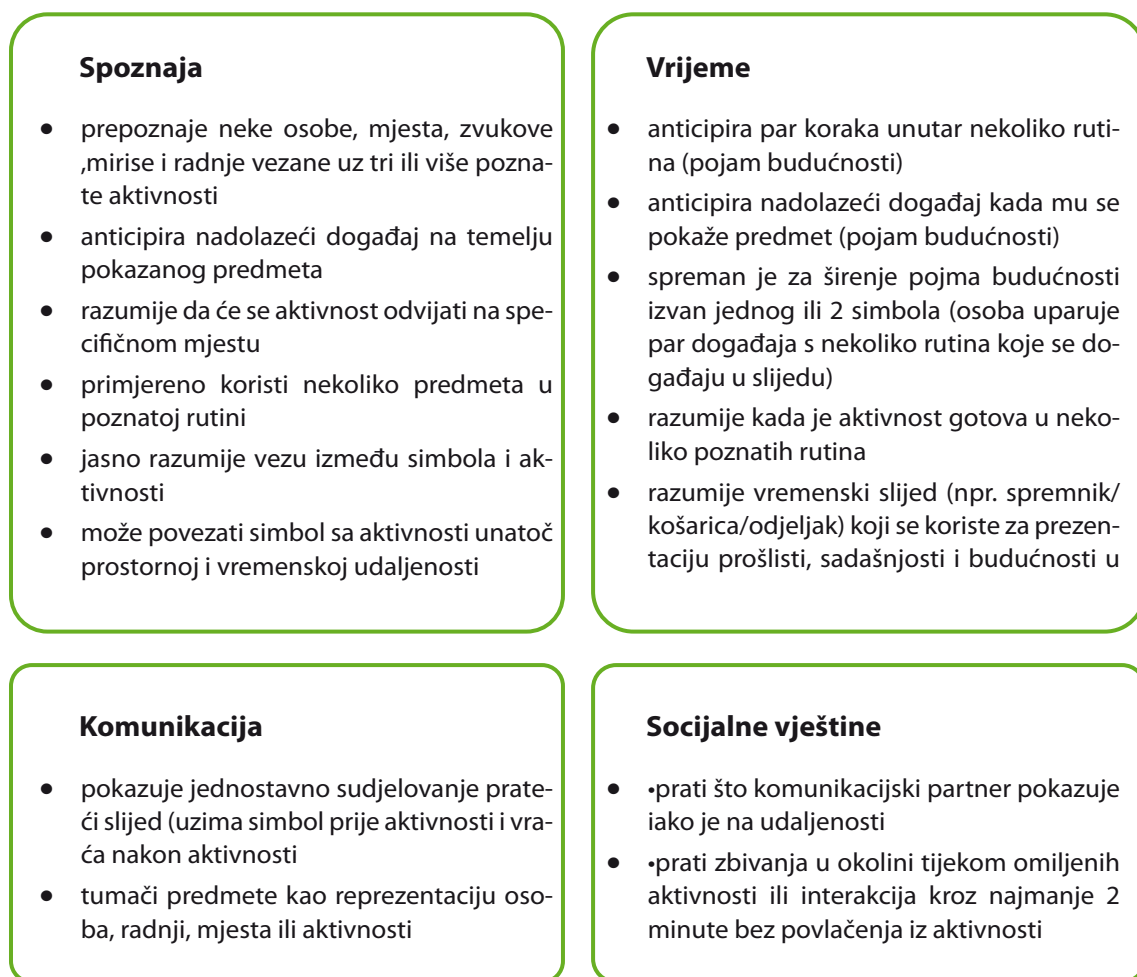 Spoznaja
● prepoznaje neke osobe, mjesta, zvukove
,mirise i radnje vezane uz tri ili više pozna-
te aktivnosti
● anticipira nadolazeći događaj na temelju
pokazanog predmeta
● razumije da će se aktivnost odvijati na spe-
cifičnom mjestu
● primjereno koristi nekoliko predmeta u
poznatoj rutini
● jasno razumije vezu između simbola i ak-
tivnosti
● može povezati simbol sa aktivnosti unatoč
prostornoj i vremenskoj udaljenosti
Vrijeme
● anticipira par koraka unutar nekoliko ruti-
na (pojam budućnosti)
● anticipira nadolazeći događaj kada mu se
pokaže predmet (pojam budućnosti)
● spreman je za širenje pojma budućnosti
izvan jednog ili 2 simbola (osoba uparuje
par događaja s nekoliko rutina koje se do-
gađaju u slijedu)
● razumije kada je aktivnost gotova u neko-
liko poznatih rutina
● razumije vremenski slijed (npr. spremnik/
košarica/odjeljak) koji se koriste za prezen-
taciju prošlisti, sadašnjosti i budućnosti u
Komunikacija
● pokazuje jednostavno sudjelovanje prate-
ći slijed (uzima simbol prije aktivnosti i vra-
ća nakon aktivnosti
● tumači predmete kao reprezentaciju oso-
ba, radnji, mjesta ili aktivnosti
Socijalne vještine
● •prati što komunikacijski partner pokazuje
iako je na udaljenosti
● •prati zbivanja u okolini tijekom omiljenih
aktivnosti ili interakcija kroz najmanje 2
minute bez povlačenja iz aktivnosti